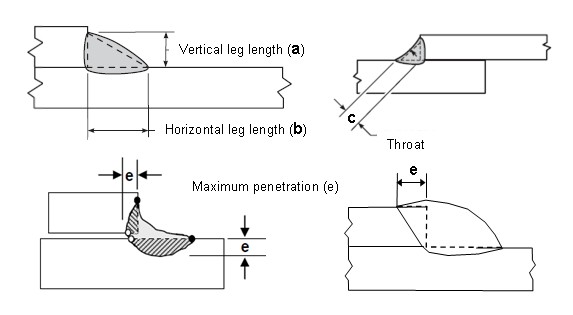 Vertical leg length (a)
Horizontal leg length (b)
c
Throat
e
Maximum penetration (e)
e
e